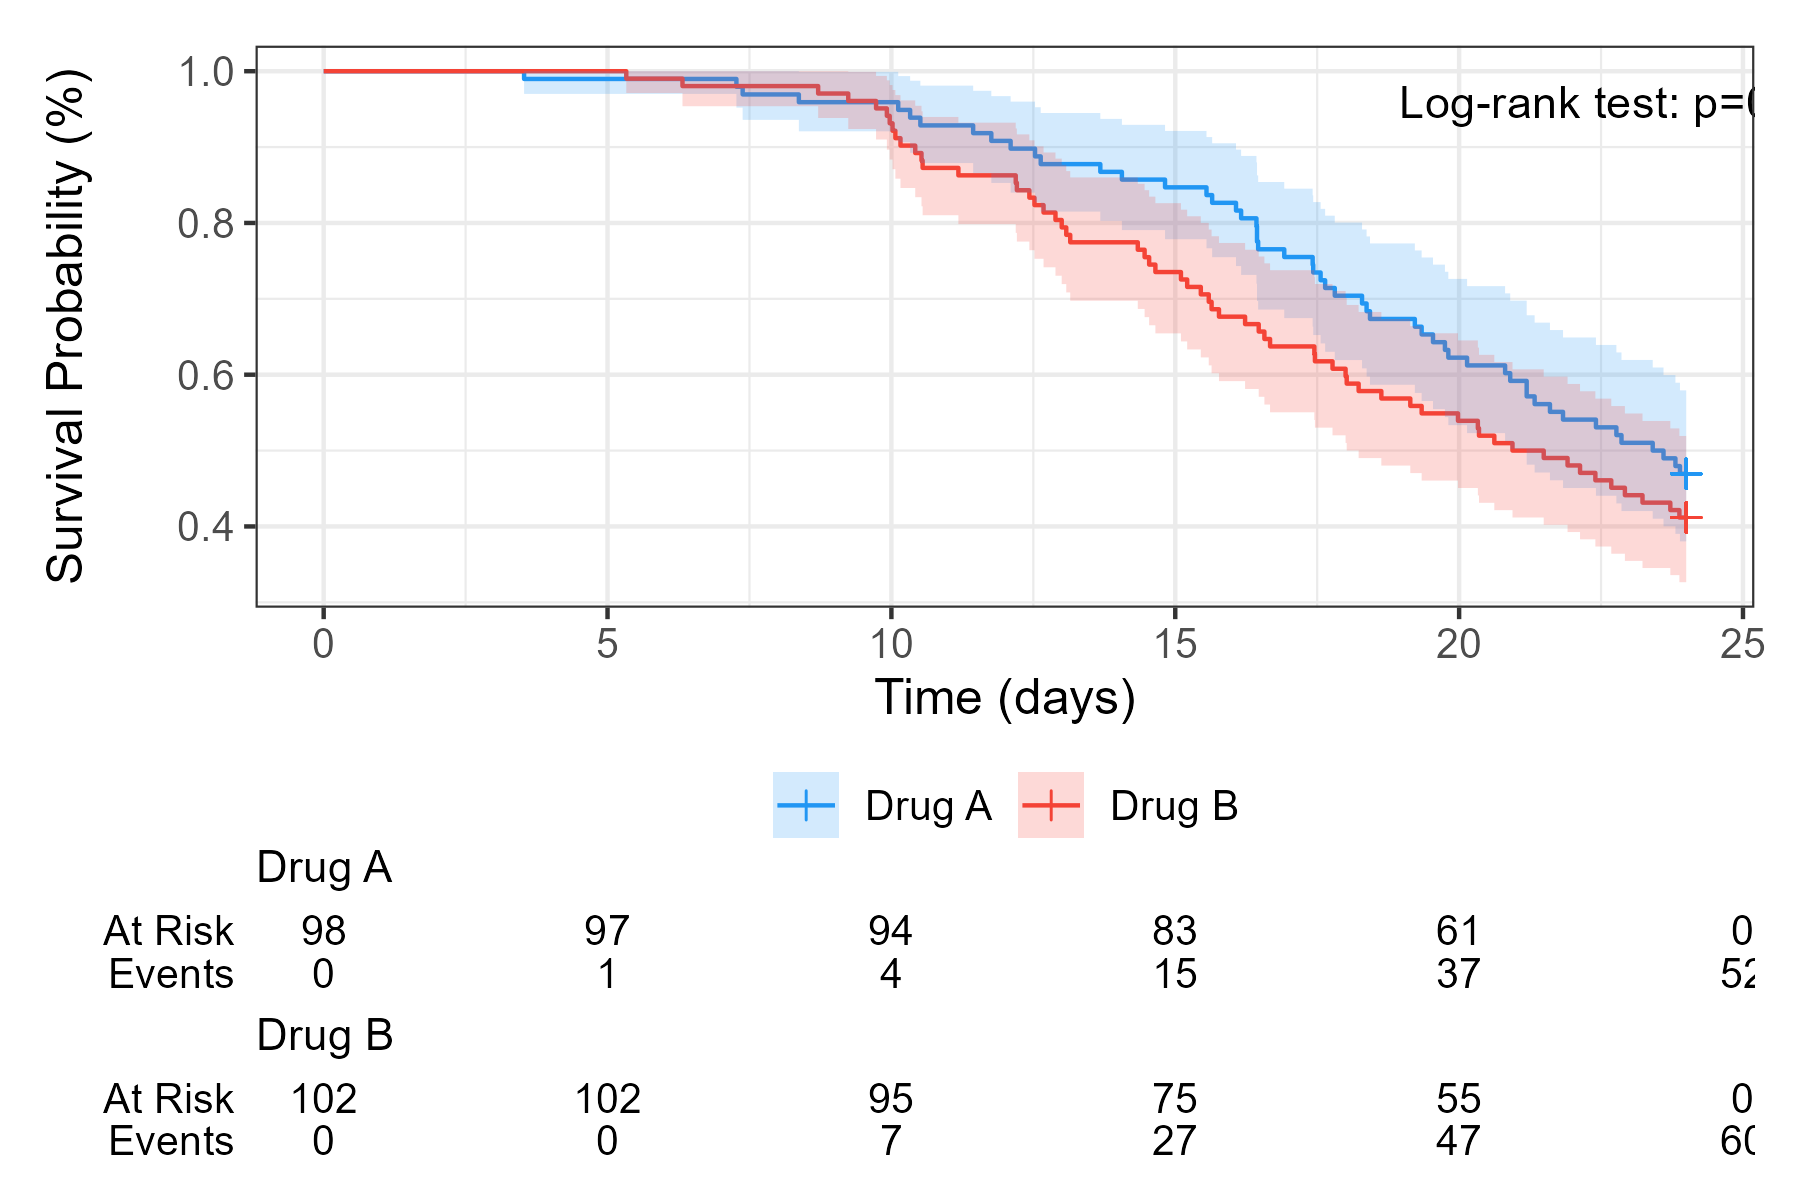 Survival Probability (%)
1.0
0.8
0.6
0.4
Log-rank test:
0 5 10 15 20 25
Time (days)
Drug A Drug B
Drug A
At Risk 98 97 94 83 61 0
Events 0 1 4 15 37 52
Drug B
At Risk 102 102 95 75 55 0
Events 0 0 7 27 47 60